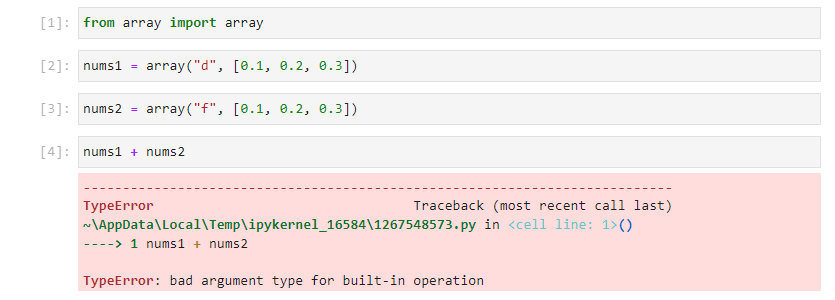 [1]: from array import array
[2]: nums1 = array("d", [0.1, 0.2, 0.3])
[3]: nums2 = array("f", [0.1, 0.2, 0.3])
[4]: nums1 + nums2
---------------------------------------------------------------------------
TypeError                                 Traceback (most recent call last)
~\AppData\Local\Temp\ipykernel_16584\1267548573.py in <cell line: 1>()
----> 1 nums1 + nums2
TypeError: bad argument type for built-in operation